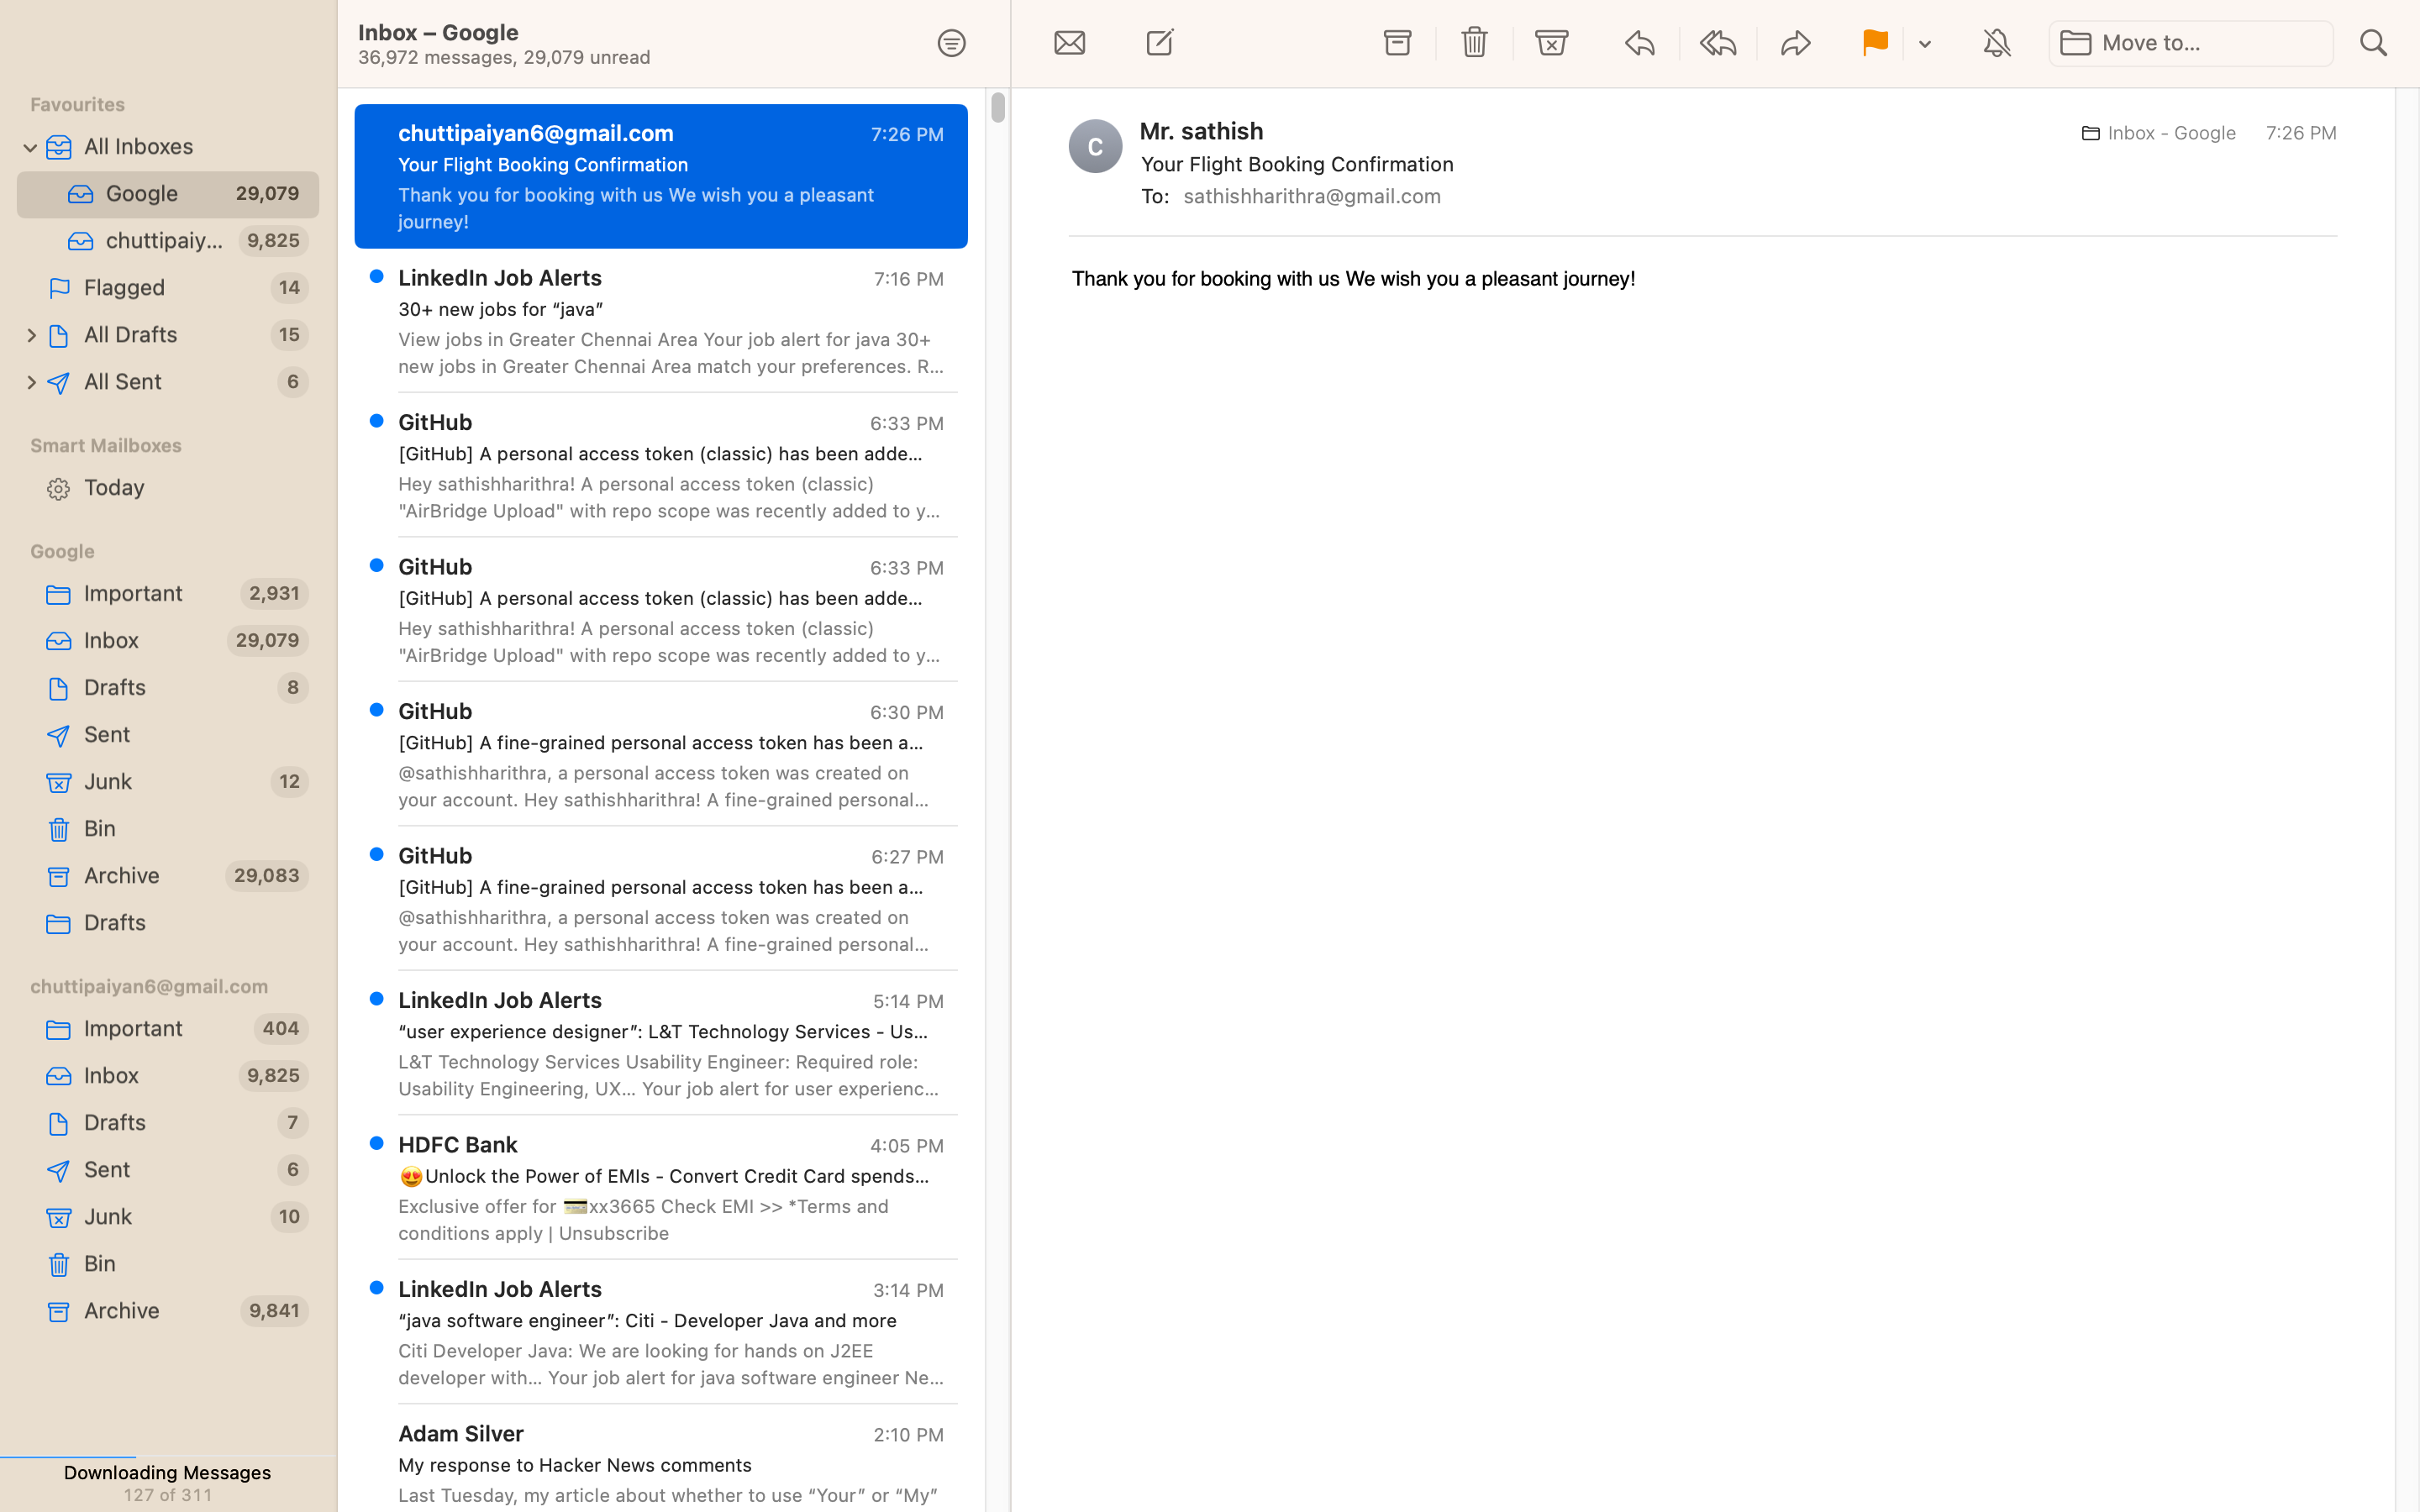 Favourites
All Inboxes
Google 29,079
chuttipaiy... 9,825
Flagged 14
All Drafts 15
All Sent 6
Smart Mailboxes
Today
Google
Important 2,931
Inbox 29,079
Drafts 8
Sent
Junk 12
Bin
Archive 29,083
Drafts
chuttipaiyan6@gmail.com
Important 404
Inbox 9,825
Drafts 7
Sent 6
Junk 10
Bin
Archive 9,841
Downloading Messages
127 of 311
Inbox – Google
36,972 messages, 29,079 unread
chuttipaiyan6@gmail.com 7:26 PM
Your Flight Booking Confirmation
Thank you for booking with us We wish you a pleasant
journey!
LinkedIn Job Alerts 7:16 PM
30+ new jobs for “java”
View jobs in Greater Chennai Area Your job alert for java 30+
new jobs in Greater Chennai Area match your preferences. R...
GitHub 6:33 PM
[GitHub] A personal access token (classic) has been adde...
Hey sathishharithra! A personal access token (classic)
"AirBridge Upload" with repo scope was recently added to y...
GitHub 6:33 PM
[GitHub] A personal access token (classic) has been adde...
Hey sathishharithra! A personal access token (classic)
"AirBridge Upload" with repo scope was recently added to y...
GitHub 6:30 PM
[GitHub] A fine-grained personal access token has been a...
@sathishharithra, a personal access token was created on
your account. Hey sathishharithra! A fine-grained personal...
GitHub 6:27 PM
[GitHub] A fine-grained personal access token has been a...
@sathishharithra, a personal access token was created on
your account. Hey sathishharithra! A fine-grained personal...
LinkedIn Job Alerts 5:14 PM
“user experience designer”: L&T Technology Services - Us...
L&T Technology Services Usability Engineer: Required role:
Usability Engineering, UX... Your job alert for user experienc...
HDFC Bank 4:05 PM
😍Unlock the Power of EMIs - Convert Credit Card spends...
Exclusive offer for 💳xx3665 Check EMI >> *Terms and
conditions apply | Unsubscribe
LinkedIn Job Alerts 3:14 PM
“java software engineer”: Citi - Developer Java and more
Citi Developer Java: We are looking for hands on J2EE
developer with... Your job alert for java software engineer Ne...
Adam Silver 2:10 PM
My response to Hacker News comments
Last Tuesday, my article about whether to use “Your” or “My”
Move to...
C
Mr. sathish Inbox - Google 7:26 PM
Your Flight Booking Confirmation
To: sathishharithra@gmail.com
Thank you for booking with us We wish you a pleasant journey!